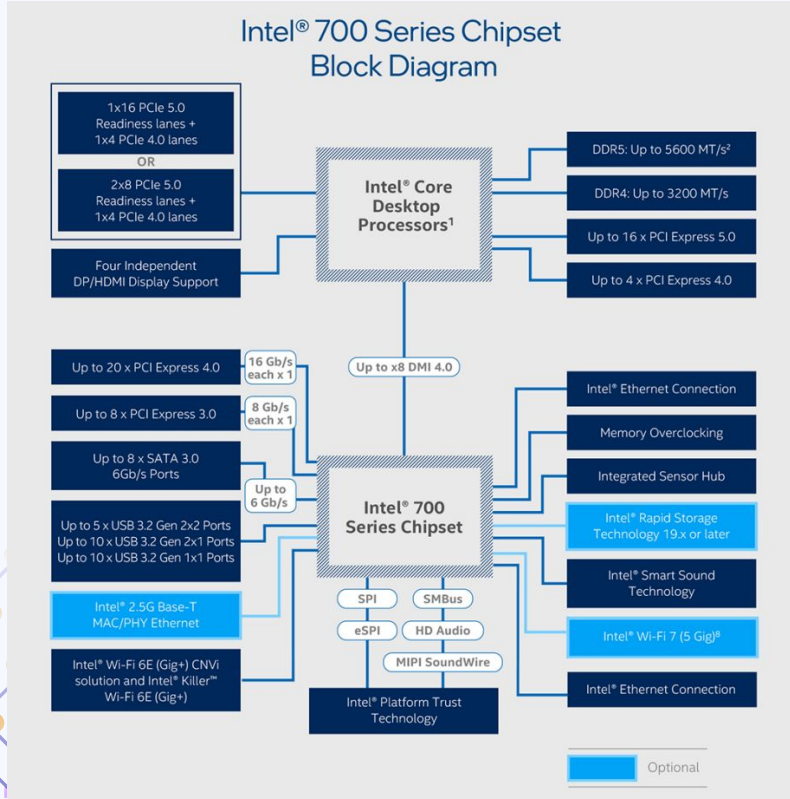 Intel® 700 Series Chipset
Block Diagram
1x16 PCIe 5.0
Readiness lanes +
1x4 PCIe 4.0 lanes
OR
2x8 PCIe 5.0
Readiness lanes +
1x4 PCIe 4.0 lanes
Four Independent
DP/HDMI Display Support
Intel® Core
Desktop
Processors¹
DDR5: Up to 5600 MT/s²
DDR4: Up to 3200 MT/s
Up to 16 x PCI Express 5.0
Up to 4 x PCI Express 4.0
Up to x8 DMI 4.0
Up to 20 x PCI Express 4.0
16 Gb/s
each x 1
Up to 8 x PCI Express 3.0
8 Gb/s
each x 1
Up to 8 x SATA 3.0
6Gb/s Ports
Up to
6 Gb/s
Up to 5 x USB 3.2 Gen 2x2 Ports
Up to 10 x USB 3.2 Gen 2x1 Ports
Up to 10 x USB 3.2 Gen 1x1 Ports
Intel® 2.5G Base-T
MAC/PHY Ethernet
Intel® Wi-Fi 6E (Gig+) CNVi
solution and Intel® Killer™
Wi-Fi 6E (Gig+)
Intel® 700
Series Chipset
SPI
eSPI
SMBus
HD Audio
MIPI SoundWire
Intel® Platform Trust
Technology
Intel® Ethernet Connection
Memory Overclocking
Integrated Sensor Hub
Intel® Rapid Storage
Technology 19.x or later
Intel® Smart Sound
Technology
Intel® Wi-Fi 7 (5 Gig)⁸
Intel® Ethernet Connection
Optional